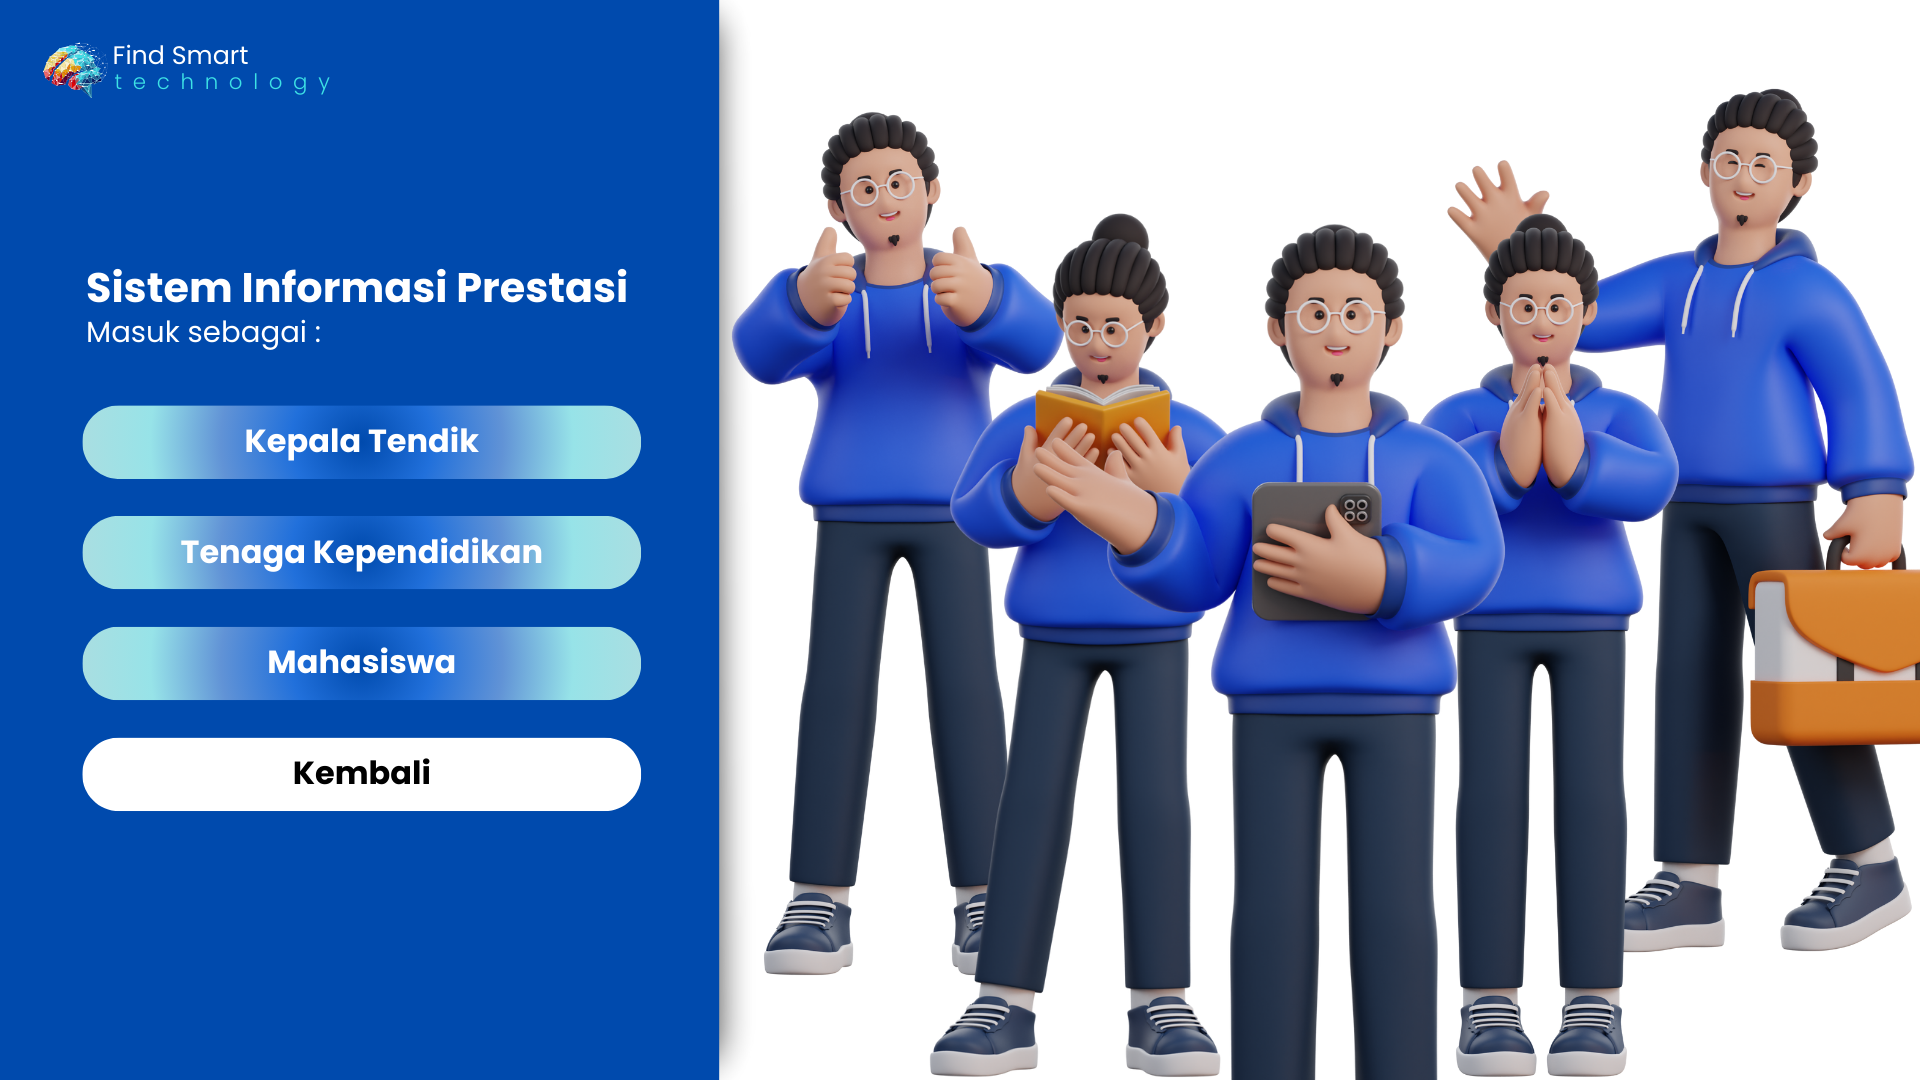 Find Smart
technology
Sistem Informasi Prestasi
Masuk sebagai :
Kepala Tendik
Tenaga Kependidikan
Mahasiswa
Kembali